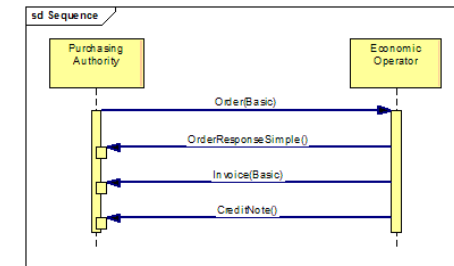 sd Sequence
Purchasing
Authority
Economic
Operator
Order(Basic)
OrderResponseSimple()
Invoice(Basic)
CreditNote()